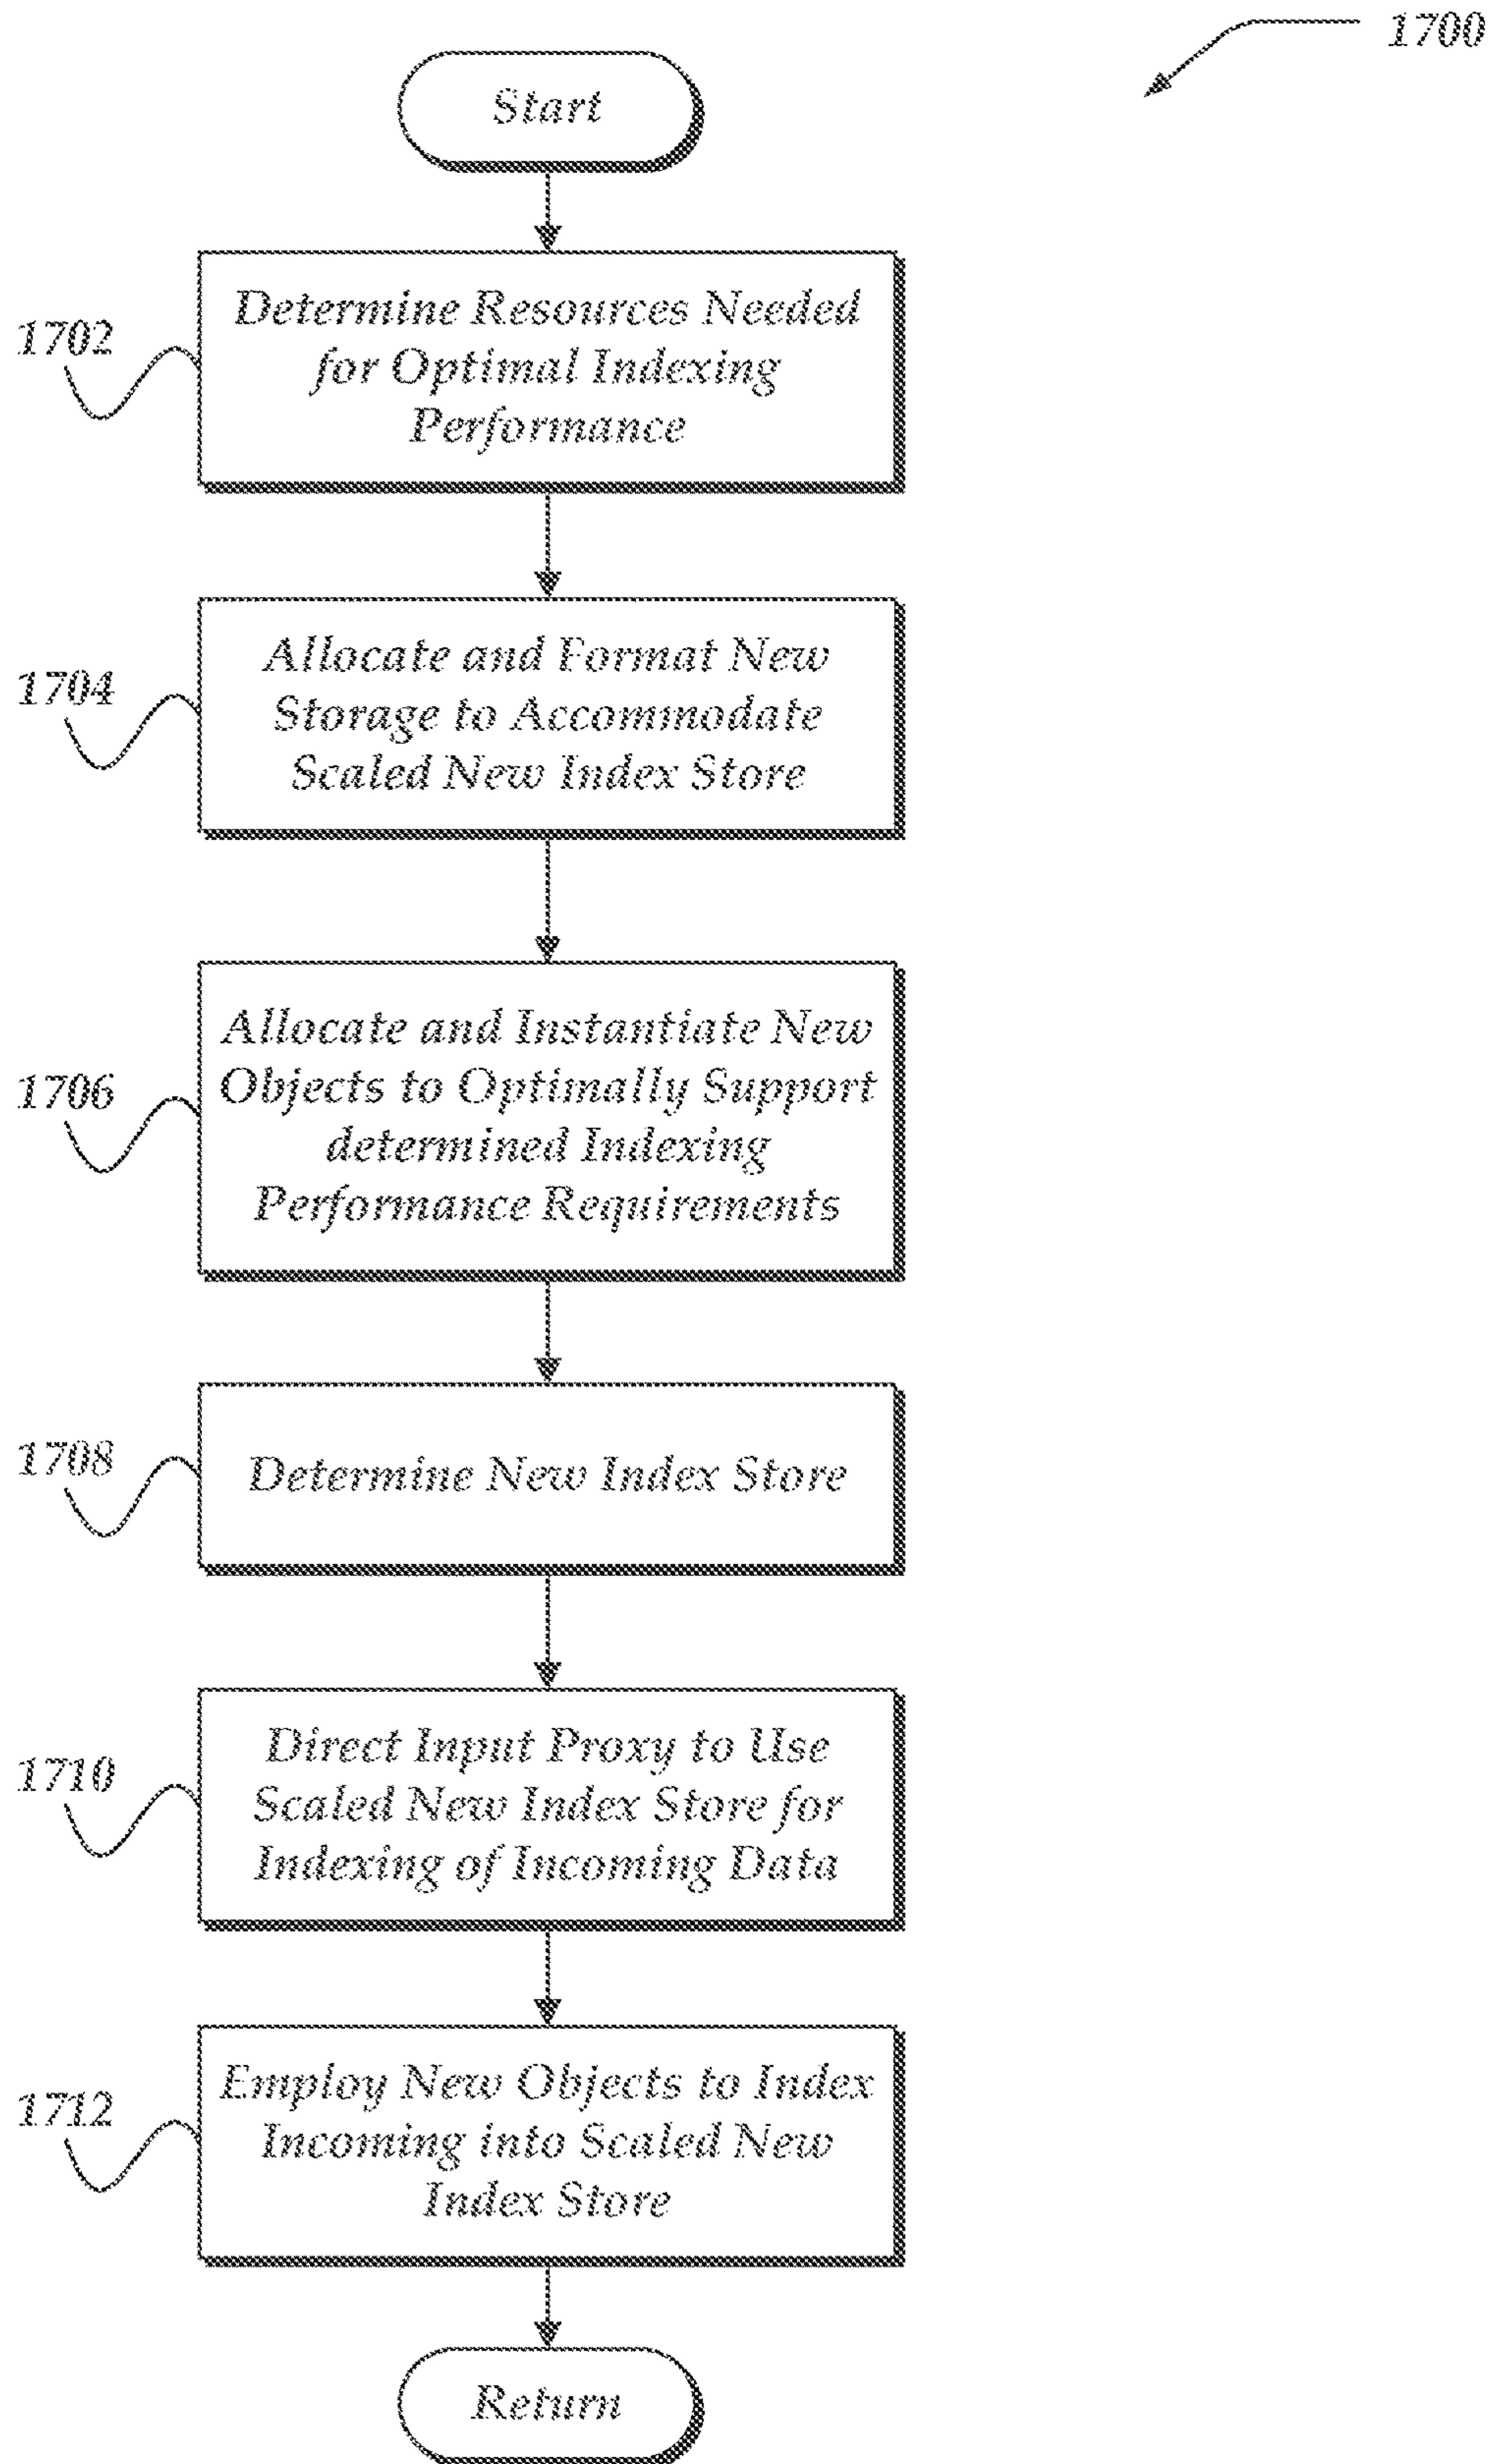 1700
Start
1702
Determine Resources Needed
for Optimal Indexing
Performance
1704
Allocate and Format New
Storage to Accommodate
Scaled New Index Store
1706
Allocate and Instantiate New
Objects to Optimally Support
determined Indexing
Performance Requirements
1708
Determine New Index Store
1710
Direct Input Proxy to Use
Scaled New Index Store for
Indexing of Incoming Data
1712
Employ New Objects to Index
Incoming into Scaled New
Index Store
Return